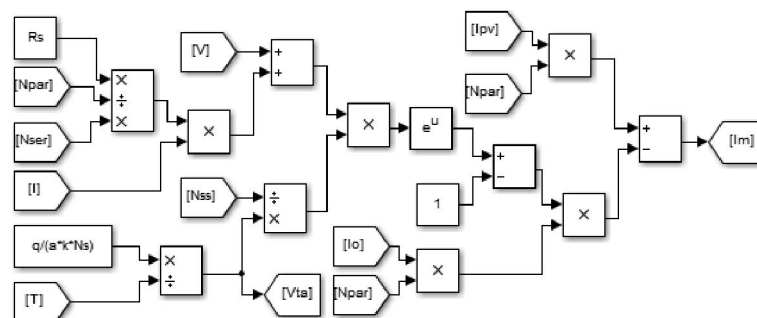 Rs
[Npar]
[Nser]
[I]
×
÷
×
×
[V]
+
+
[Nss]
÷
×
q/(a*k*Ns)
[T]
×
÷
[Vta]
×
e^u
1
+
−
[Io]
[Npar]
×
×
[Ipv]
[Npar]
×
+
−
[Im]